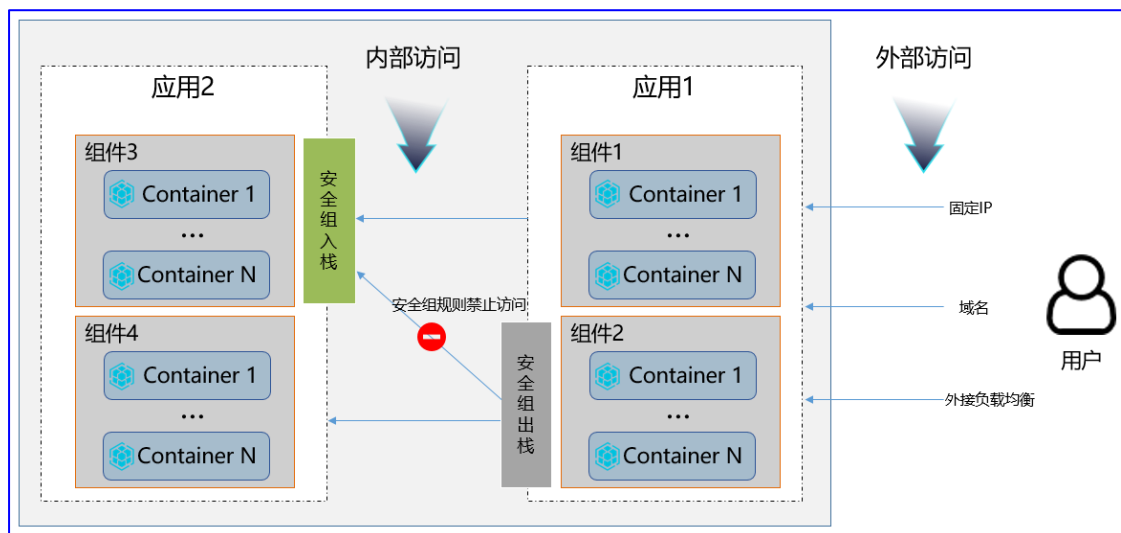 内部访问
外部访问
应用2
应用1
组件3
Container 1
...
Container N
组件4
Container 1
...
Container N
安全组入栈
安全组规则禁止访问
安全组出栈
组件1
Container 1
...
Container N
组件2
Container 1
...
Container N
固定IP
域名
外接负载均衡
用户